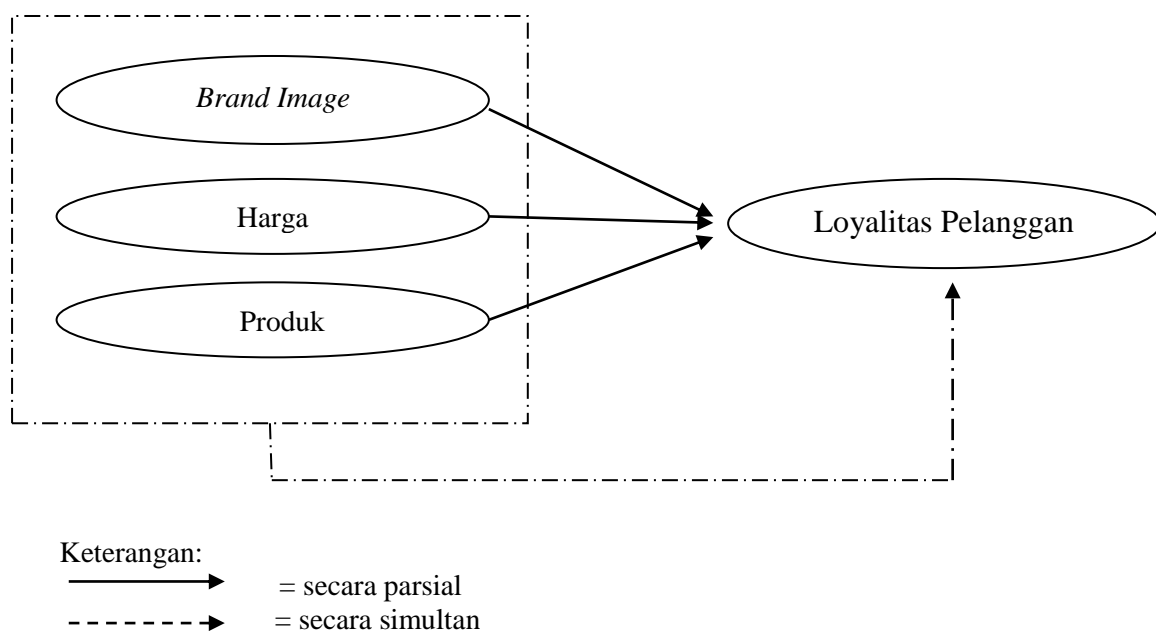 Brand Image
Harga
Loyalitas Pelanggan
Produk
Keterangan:
= secara parsial
= secara simultan